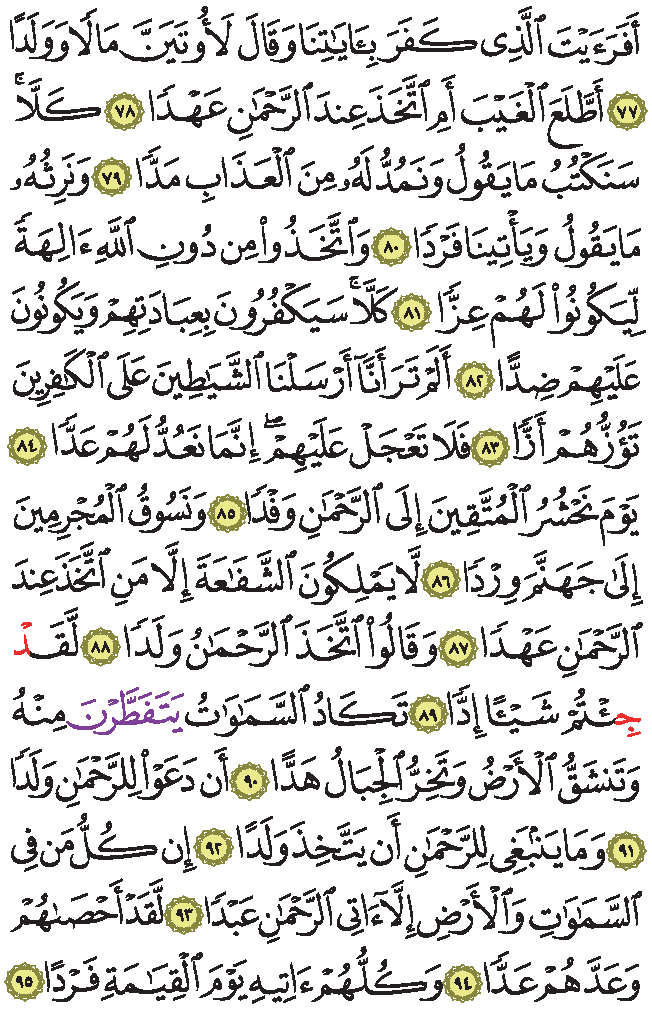 أَفَرَءَيْتَ ٱلَّذِى كَفَرَ بِـَٔايَـٰتِنَا وَقَالَ لَأُوتَيَنَّ مَالًا وَوَلَدًا
٧٧ أَطَّلَعَ ٱلْغَيْبَ أَمِ ٱتَّخَذَ عِندَ ٱلرَّحْمَـٰنِ عَهْدًا ٧٨ كَلَّا ۚ
سَنَكْتُبُ مَا يَقُولُ وَنَمُدُّ لَهُۥ مِنَ ٱلْعَذَابِ مَدًّا ٧٩ وَنَرِثُهُۥ
مَا يَقُولُ وَيَأْتِينَا فَرْدًا ٨٠ وَٱتَّخَذُوا۟ مِن دُونِ ٱللَّهِ ءَالِهَةً
لِّيَكُونُوا۟ لَهُمْ عِزًّا ٨١ كَلَّا ۚ سَيَكْفُرُونَ بِعِبَادَتِهِمْ وَيَكُونُونَ
عَلَيْهِمْ ضِدًّا ٨٢ أَلَمْ تَرَ أَنَّآ أَرْسَلْنَا ٱلشَّيَـٰطِينَ عَلَى ٱلْكَـٰفِرِينَ
تَؤُزُّهُمْ أَزًّا ٨٣ فَلَا تَعْجَلْ عَلَيْهِمْ ۖ إِنَّمَا نَعُدُّ لَهُمْ عَدًّا ٨٤
يَوْمَ نَحْشُرُ ٱلْمُتَّقِينَ إِلَى ٱلرَّحْمَـٰنِ وَفْدًا ٨٥ وَنَسُوقُ ٱلْمُجْرِمِينَ
إِلَىٰ جَهَنَّمَ وِرْدًا ٨٦ لَّا يَمْلِكُونَ ٱلشَّفَـٰعَةَ إِلَّا مَنِ ٱتَّخَذَ عِندَ
ٱلرَّحْمَـٰنِ عَهْدًا ٨٧ وَقَالُوا۟ ٱتَّخَذَ ٱلرَّحْمَـٰنُ وَلَدًا ٨٨ لَّقَدْ
جِئْتُمْ شَيْـًٔا إِدًّا ٨٩ تَكَادُ ٱلسَّمَـٰوَٰتُ يَتَفَطَّرْنَ مِنْهُ
وَتَنشَقُّ ٱلْأَرْضُ وَتَخِرُّ ٱلْجِبَالُ هَدًّا ٩٠ أَن دَعَوْا۟ لِلرَّحْمَـٰنِ وَلَدًا
٩١ وَمَا يَنۢبَغِى لِلرَّحْمَـٰنِ أَن يَتَّخِذَ وَلَدًا ٩٢ إِن كُلُّ مَن فِى
ٱلسَّمَـٰوَٰتِ وَٱلْأَرْضِ إِلَّآ ءَاتِى ٱلرَّحْمَـٰنِ عَبْدًا ٩٣ لَّقَدْ أَحْصَىٰهُمْ
وَعَدَّهُمْ عَدًّا ٩٤ وَكُلُّهُمْ ءَاتِيهِ يَوْمَ ٱلْقِيَـٰمَةِ فَرْدًا ٩٥